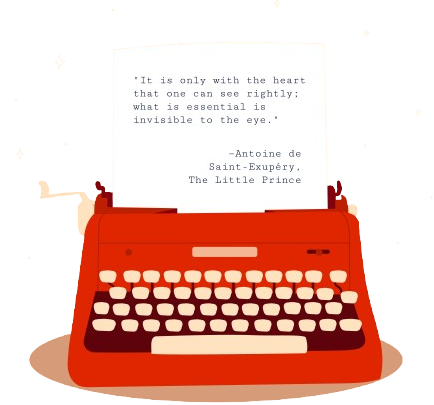 "It is only with the heart
that one can see rightly;
what is essential is
invisible to the eye."
—Antoine de
Saint-Exupéry,
The Little Prince